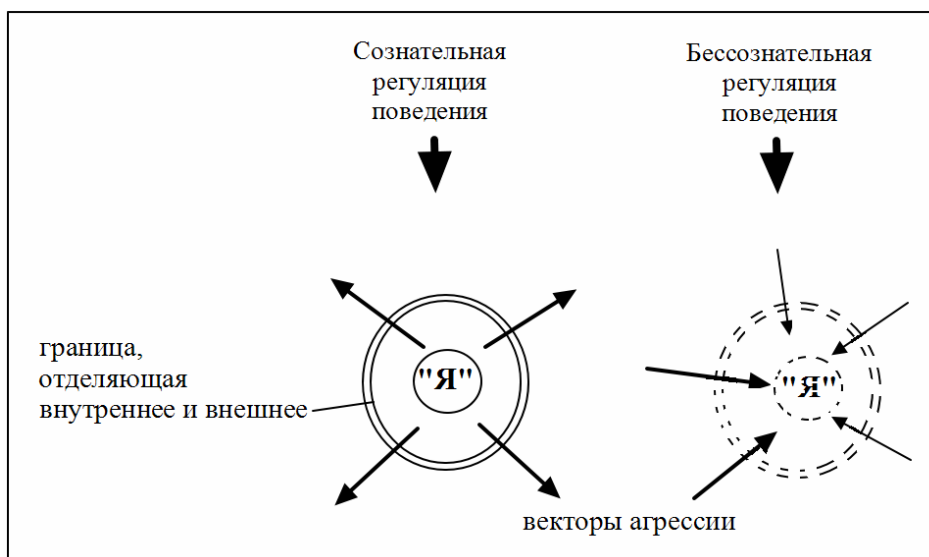 Сознательная
регуляция
поведения
Бессознательная
регуляция
поведения
граница,
отделяющая
внутреннее и внешнее
"Я"
"Я"
векторы агрессии